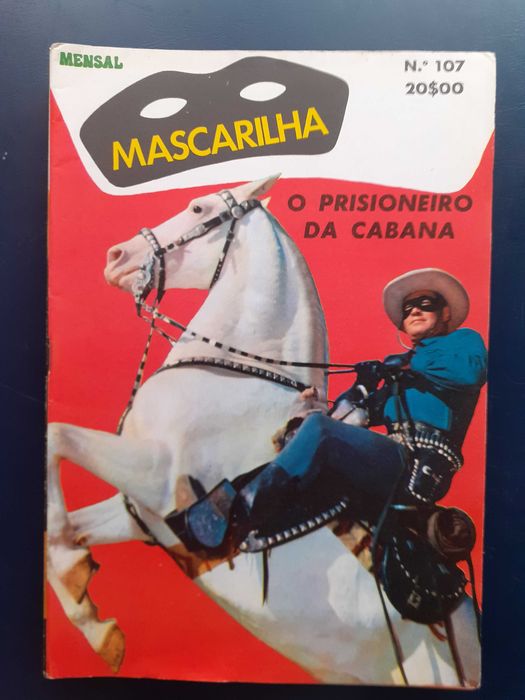 MENSAL
N.º 107
20$00
MASCARILHA
O PRISIONEIRO
DA CABANA